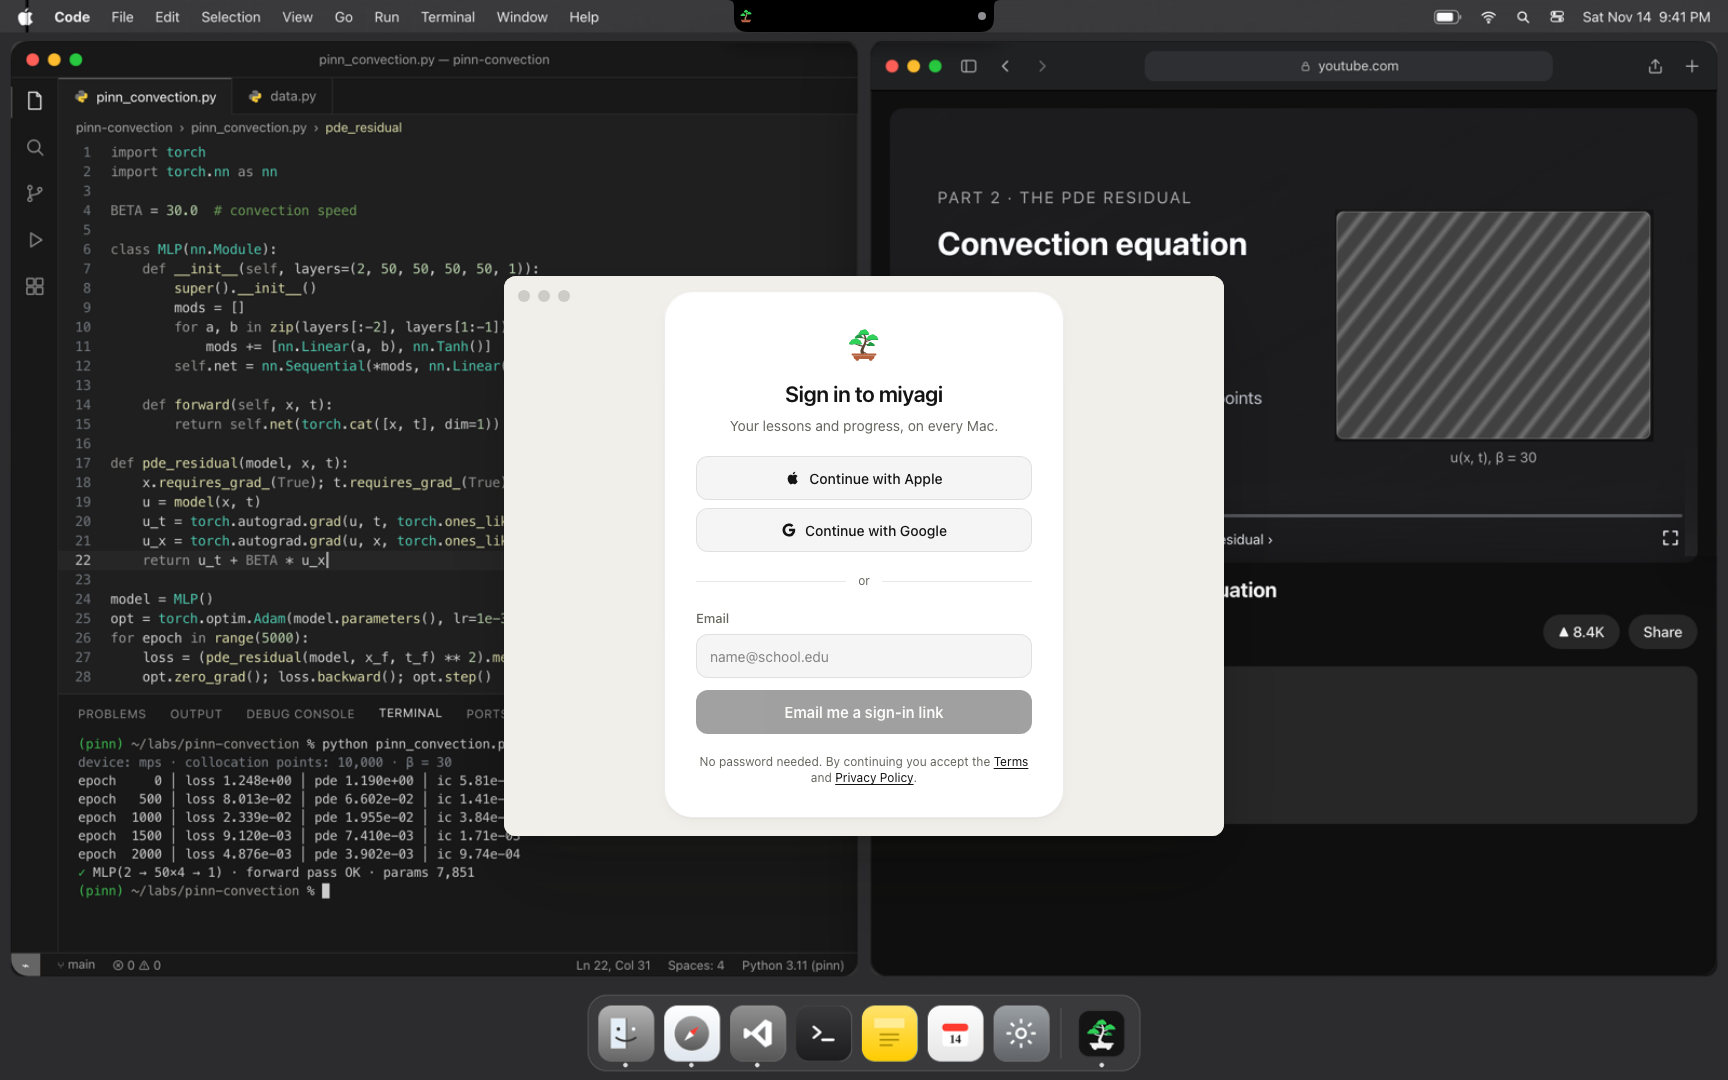 Code File Edit Selection View Go Run Terminal Window Help
Sat Nov 14 9:41 PM
pinn_convection.py — pinn-convection
pinn_convection.py
data.py
pinn-convection › pinn_convection.py › pde_residual
1 import torch
2 import torch.nn as nn
3
4 BETA = 30.0 # convection speed
5
6 class MLP(nn.Module):
7 def __init__(self, layers=(2, 50, 50, 50, 50, 1)):
8 super().__init__()
9 mods = []
10 for a, b in zip(layers[:-2], layers[1:-1])
11 mods += [nn.Linear(a, b), nn.Tanh()]
12 self.net = nn.Sequential(*mods, nn.Linear(
13
14 def forward(self, x, t):
15 return self.net(torch.cat([x, t], dim=1))
16
17 def pde_residual(model, x, t):
18 x.requires_grad_(True); t.requires_grad_(True)
19 u = model(x, t)
20 u_t = torch.autograd.grad(u, t, torch.ones_lik
21 u_x = torch.autograd.grad(u, x, torch.ones_lik
22 return u_t + BETA * u_x
23
24 model = MLP()
25 opt = torch.optim.Adam(model.parameters(), lr=1e-3
26 for epoch in range(5000):
27 loss = (pde_residual(model, x_f, t_f) ** 2).me
28 opt.zero_grad(); loss.backward(); opt.step()
PROBLEMS OUTPUT DEBUG CONSOLE TERMINAL PORTS
(pinn) ~/labs/pinn-convection % python pinn_convection.p
device: mps · collocation points: 10,000 · β = 30
epoch 0 | loss 1.248e+00 | pde 1.190e+00 | ic 5.81e-
epoch 500 | loss 8.013e-02 | pde 6.602e-02 | ic 1.41e-
epoch 1000 | loss 2.339e-02 | pde 1.955e-02 | ic 3.84e-
epoch 1500 | loss 9.120e-03 | pde 7.410e-03 | ic 1.71e-03
epoch 2000 | loss 4.876e-03 | pde 3.902e-03 | ic 9.74e-04
✓ MLP(2 → 50×4 → 1) · forward pass OK · params 7,851
(pinn) ~/labs/pinn-convection %
main 0 0
Ln 22, Col 31 Spaces: 4 Python 3.11 (pinn)
youtube.com
PART 2 · THE PDE RESIDUAL
Convection equation
oints
u(x, t), β = 30
esidual ›
uation
8.4K
Share
Sign in to miyagi
Your lessons and progress, on every Mac.
Continue with Apple
G Continue with Google
or
Email
name@school.edu
Email me a sign-in link
No password needed. By continuing you accept the Terms
and Privacy Policy.
14